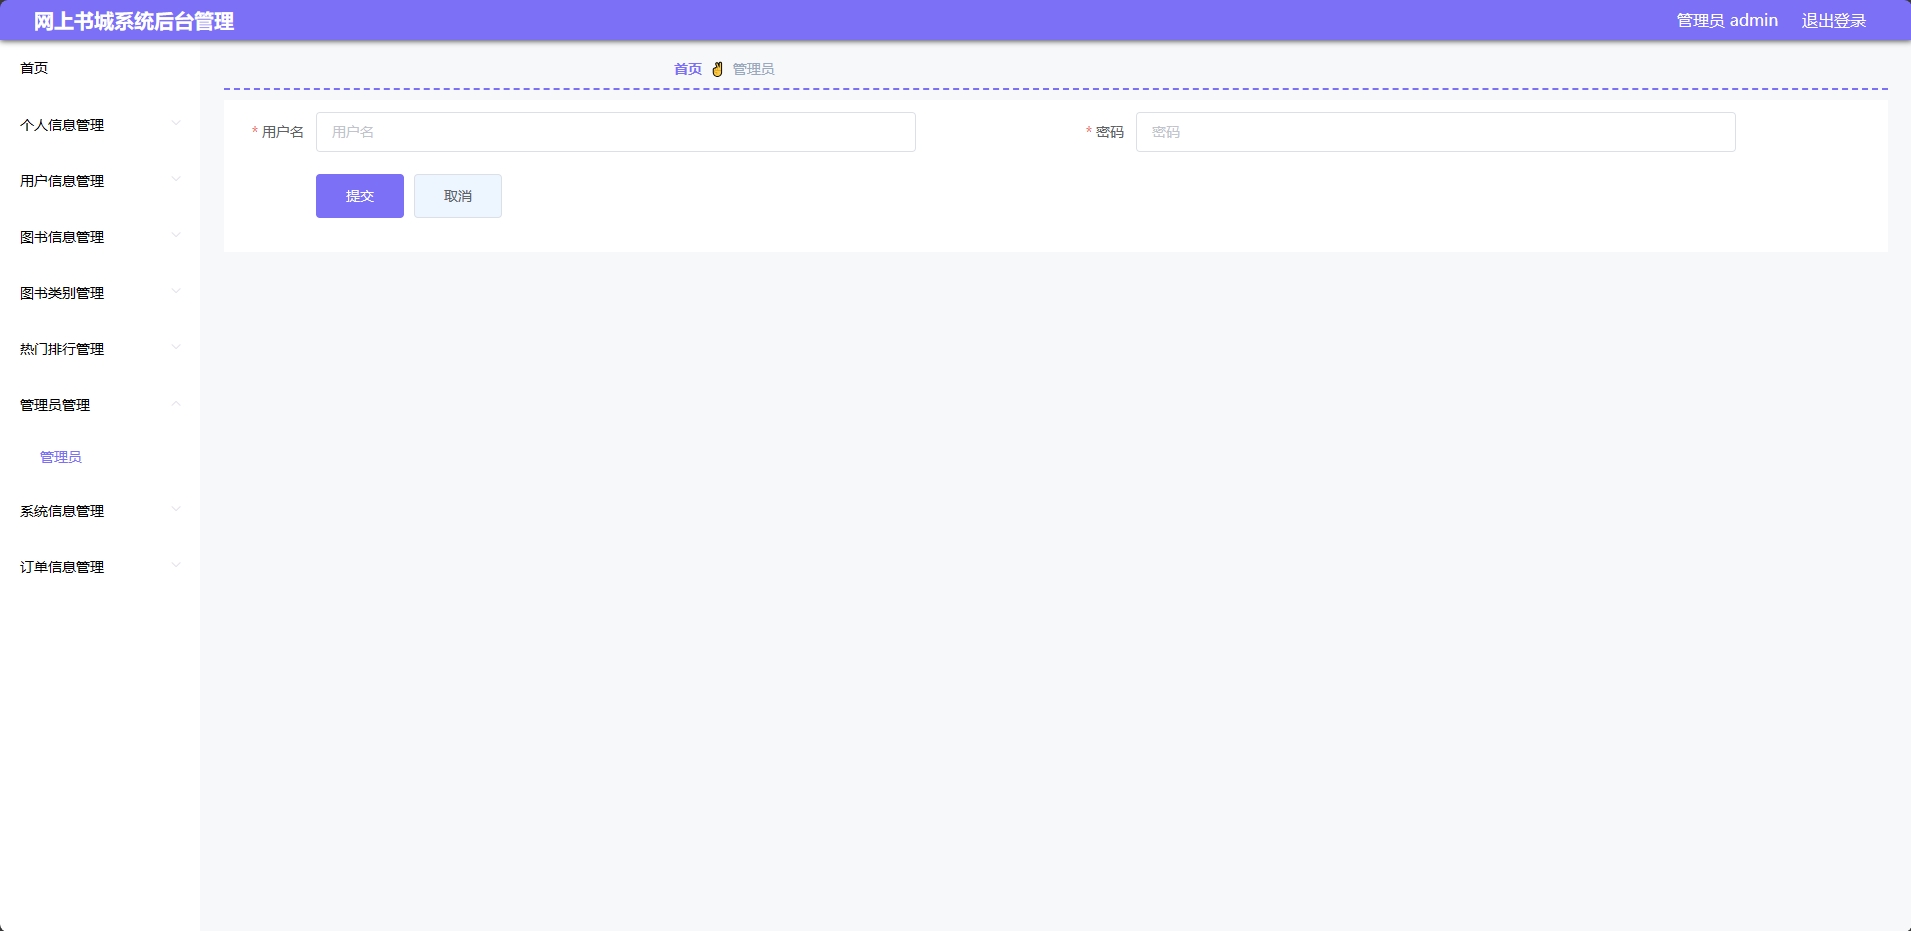 网上书城系统后台管理
管理员 admin 退出登录
首页
个人信息管理
用户信息管理
图书信息管理
图书类别管理
热门排行管理
管理员管理
管理员
系统信息管理
订单信息管理
首页 ✌ 管理员
* 用户名 用户名
* 密码 密码
提交 取消